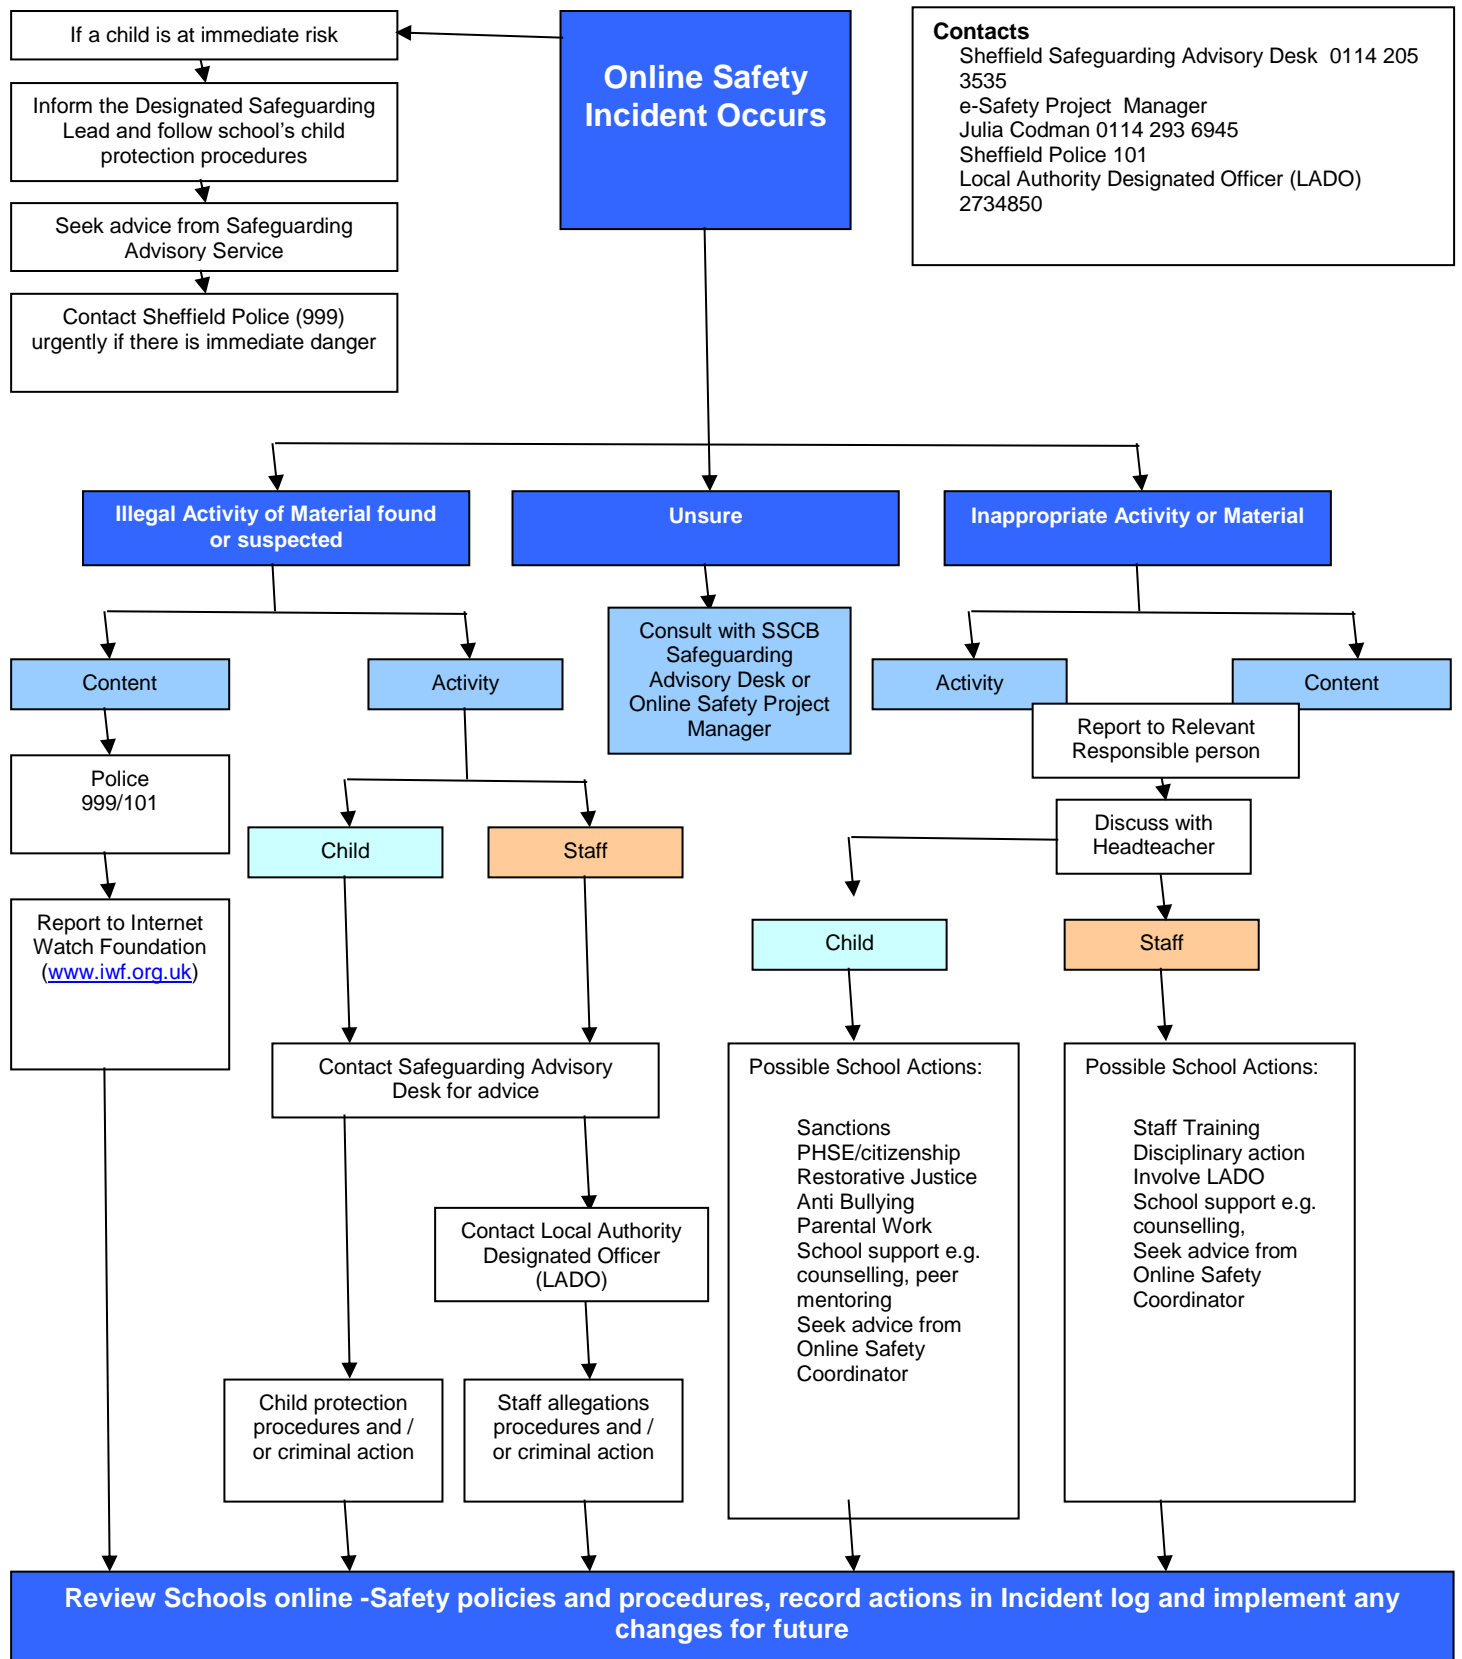 If a child is at immediate risk
Inform the Designated Safeguarding
Lead and follow school's child
protection procedures
Seek advice from Safeguarding
Advisory Service
Contact Sheffield Police (999)
urgently if there is immediate danger
Online Safety
Incident Occurs
Contacts
Sheffield Safeguarding Advisory Desk 0114 205
3535
e-Safety Project Manager
Julia Codman 0114 293 6945
Sheffield Police 101
Local Authority Designated Officer (LADO)
2734850
Illegal Activity of Material found
or suspected
Unsure
Inappropriate Activity or Material
Content
Activity
Consult with SSCB
Safeguarding
Advisory Desk or
Online Safety Project
Manager
Activity
Content
Police
999/101
Report to Relevant
Responsible person
Child
Staff
Discuss with
Headteacher
Report to Internet
Watch Foundation
(www.iwf.org.uk)
Child
Staff
Contact Safeguarding Advisory
Desk for advice
Contact Local Authority
Designated Officer
(LADO)
Child protection
procedures and /
or criminal action
Staff allegations
procedures and /
or criminal action
Possible School Actions:
Sanctions
PHSE/citizenship
Restorative Justice
Anti Bullying
Parental Work
School support e.g.
counselling, peer
mentoring
Seek advice from
Online Safety
Coordinator
Possible School Actions:
Staff Training
Disciplinary action
Involve LADO
School support e.g.
counselling,
Seek advice from
Online Safety
Coordinator
Review Schools online -Safety policies and procedures, record actions in Incident log and implement any
changes for future